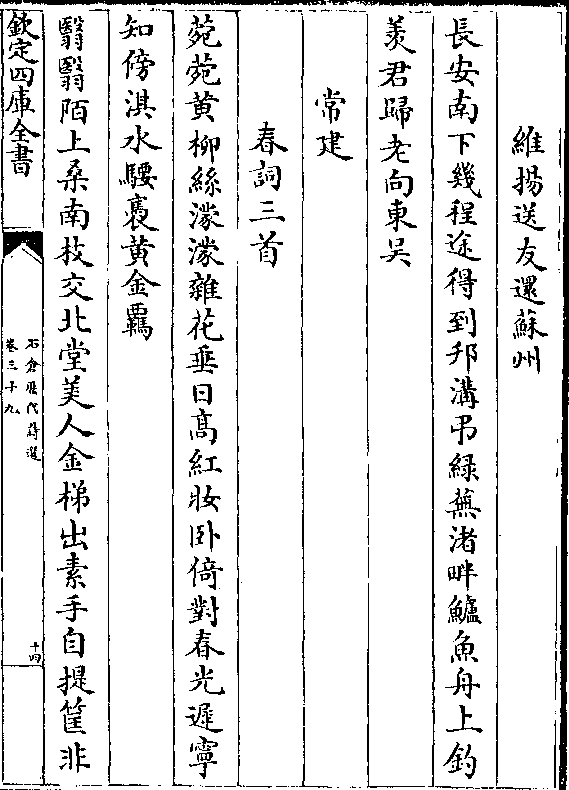 維揚送友還蘇州
長安南下幾程途得到邗溝弔綠蕪渚畔鱸魚舟上釣
羨君歸老向東吳
常建
春詞三首
菀菀黄柳絲濛濛雜花垂日髙紅妝卧倚對春光遲寧
知傍淇水騕褭黄金羈
翳翳陌上桑南枝交北堂美人金梯出素手自提筐非
欽定四庫全書
石倉歷代詩選
卷三十九
十四